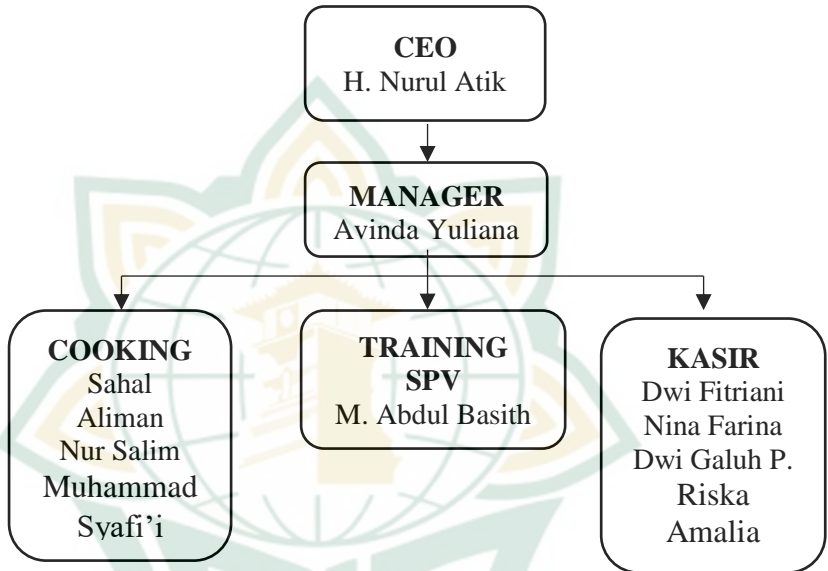 CEO
H. Nurul Atik
MANAGER
Avinda Yuliana
COOKING
Sahal
Aliman
Nur Salim
Muhammad
Syafi’i
TRAINING
SPV
M. Abdul Basith
KASIR
Dwi Fitriani
Nina Farina
Dwi Galuh P.
Riska
Amalia